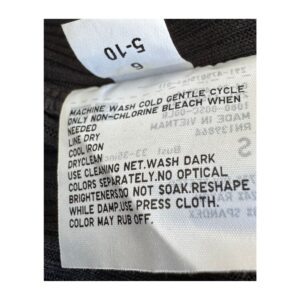 6
5-10
MACHINE WASH COLD GENTLE CYCLE
ONLY NON-CHLORINE BLEACH WHEN
NEEDED
LINE DRY
COOL IRON
DRYCLEAN
USE CLEANING NET.WASH DARK
COLORS SEPARATELY.NO OPTICAL
BRIGHTENERS.DO NOT SOAK.RESHAPE
WHILE DAMP.USE PRESS CLOTH.
COLOR MAY RUB OFF.
MADE IN VIETNAM
RN139864
S